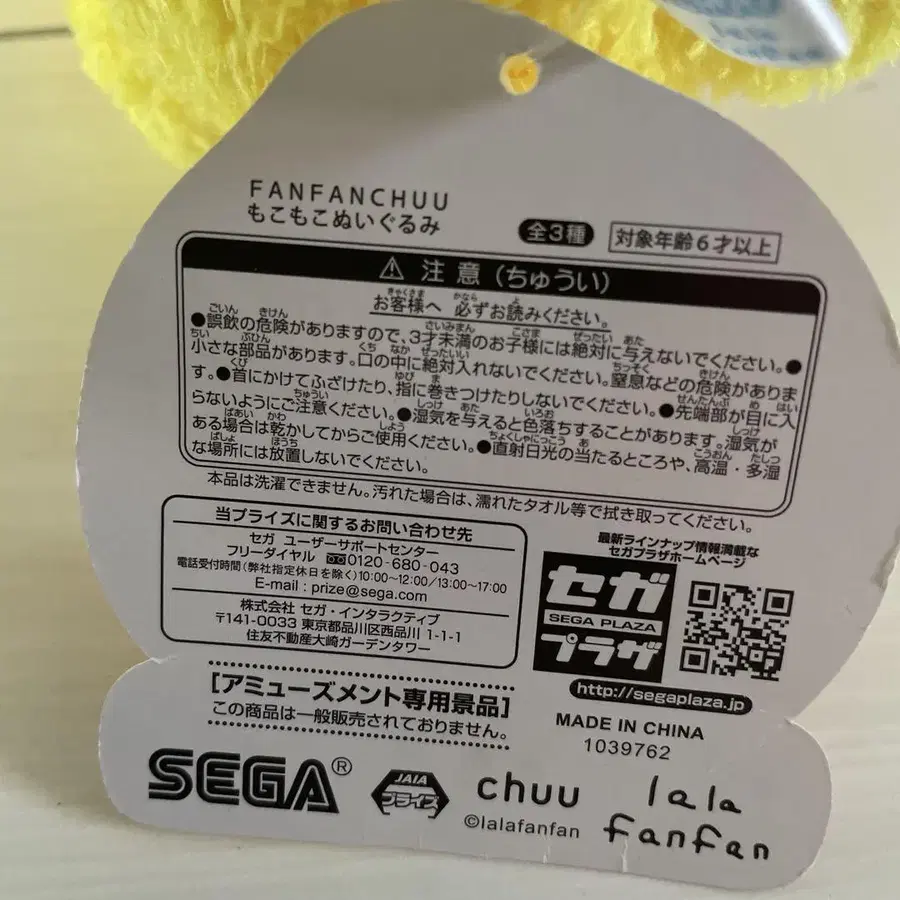 FANFANCHUU
もこもこぬいぐるみ
全3種
対象年齢6才以上
⚠ 注意(ちゅうい)
お客様へ 必ずお読みください。
●誤飲の危険がありますので、3才未満のお子様には絶対に与えないでください。●
小さな部品があります。口の中に絶対入れないでください。窒息などの危険がありま
す。●首にかけてふざけたり、指に巻きつけたりしないでください。●先端部が目に入
らないようにご注意ください。●湿気を与えると色落ちすることがあります。湿気が
ある場合は乾かしてからご使用ください。●直射日光の当たるところや、高温・多湿
な場所には放置しないでください。
本品は洗濯できません。汚れた場合は、濡れたタオル等で拭き取ってください。
当プライズに関するお問い合わせ先
セガ ユーザーサポートセンター
フリーダイヤル 0120-680-043
電話受付時間(弊社指定休日を除く)10:00~12:00/13:00~17:00
E-mail : prize@sega.com
株式会社 セガ・インタラクティブ
〒141-0033 東京都品川区西品川 1-1-1
住友不動産大崎ガーデンタワー
最新ラインナップ情報満載な
セガプラザホームページ
セガ
SEGA PLAZA
プラザ
http://segaplaza.jp
[アミューズメント専用景品]
この商品は一般販売されておりません。
MADE IN CHINA
1039762
SEGA®
JAIA
プライズ
chuu
©lalafanfan
lala
fanfan